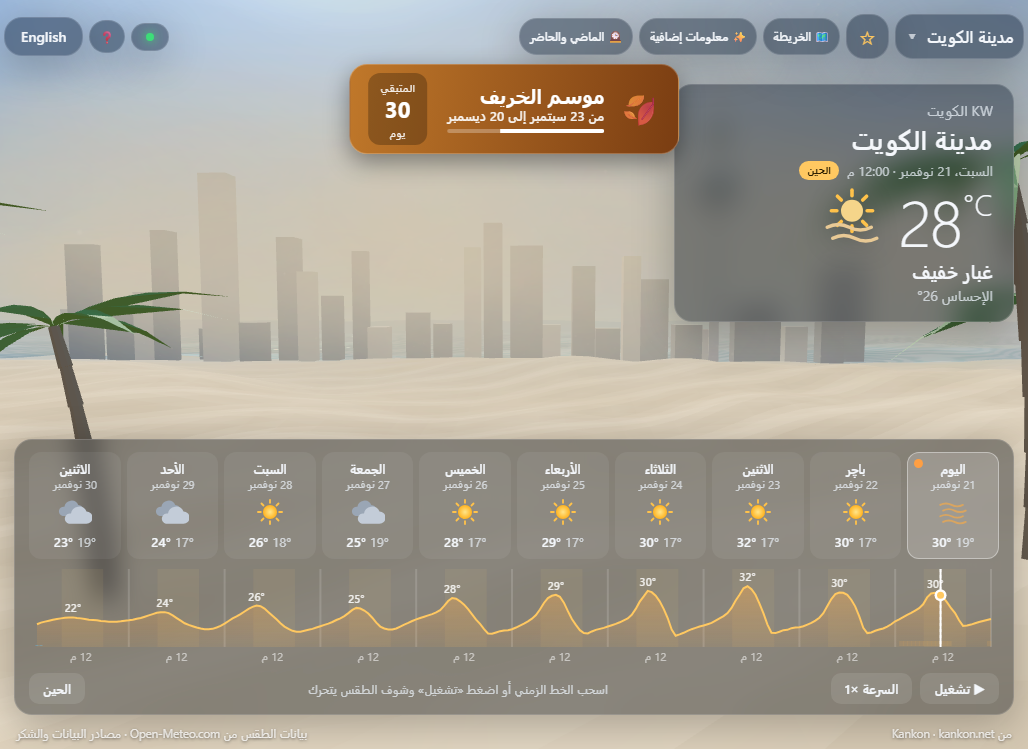 مدينة الكويت ▼
☆
الخريطة
معلومات إضافية
الماضي والحاضر
❓
English
KW الكويت
مدينة الكويت
السبت، 21 نوفمبر · 12:00 م الحين
28°C
غبار خفيف
الإحساس 26°
موسم الخريف
من 23 سبتمبر إلى 20 ديسمبر
المتبقي
30
يوم
اليوم
21 نوفمبر
30° 19°
باچر
22 نوفمبر
30° 17°
الاثنين
23 نوفمبر
32° 17°
الثلاثاء
24 نوفمبر
30° 17°
الأربعاء
25 نوفمبر
29° 17°
الخميس
26 نوفمبر
28° 17°
الجمعة
27 نوفمبر
25° 19°
السبت
28 نوفمبر
26° 18°
الأحد
29 نوفمبر
24° 17°
الاثنين
30 نوفمبر
23° 19°
30° 30° 32° 30° 29° 28° 25° 26° 24° 22°
12 م 12 م 12 م 12 م 12 م 12 م 12 م 12 م 12 م 12 م
▶ تشغيل
السرعة 1×
اسحب الخط الزمني أو اضغط «تشغيل» وشوف الطقس يتحرك
الحين
من Kankon · kankon.net
بيانات الطقس من Open-Meteo.com · مصادر البيانات والشكر